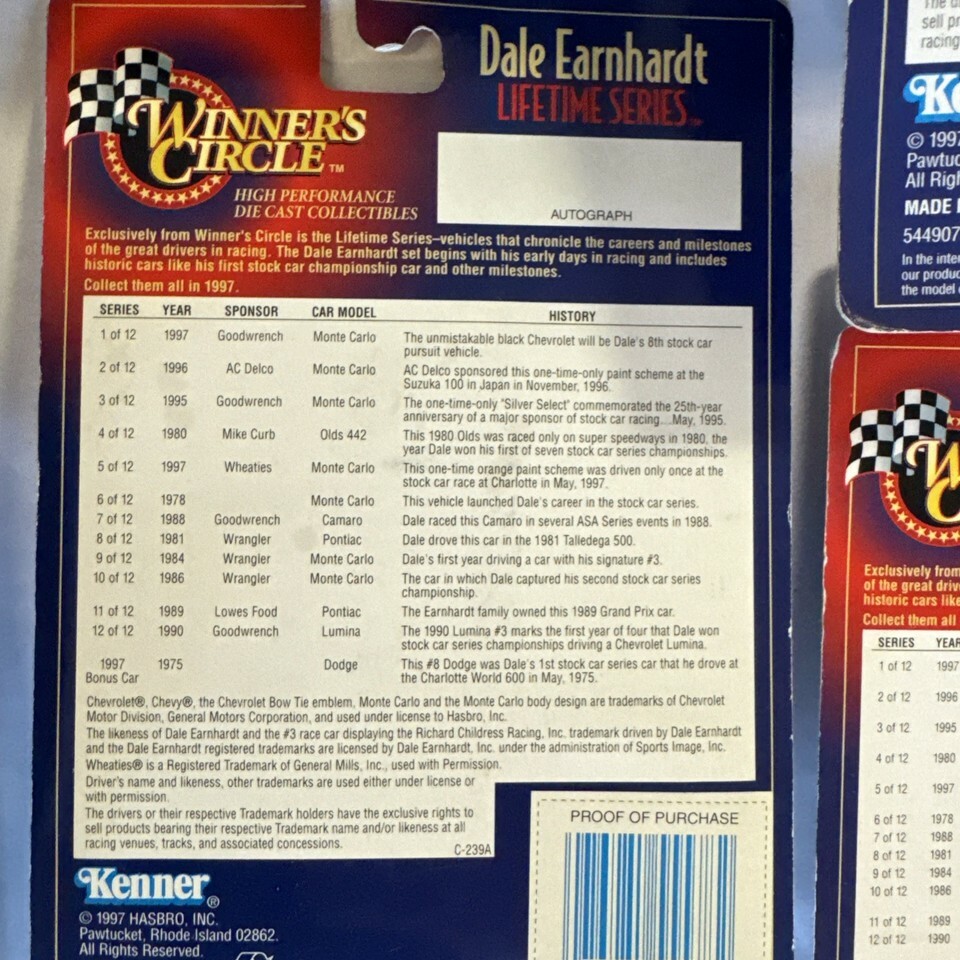 Dale Earnhardt
LIFETIME SERIES™
WINNER'S
CIRCLE™
HIGH PERFORMANCE
DIE CAST COLLECTIBLES
AUTOGRAPH
Exclusively from Winner's Circle is the Lifetime Series–vehicles that chronicle the careers and milestones
of the great drivers in racing. The Dale Earnhardt set begins with his early days in racing and includes
historic cars like his first stock car championship car and other milestones.
Collect them all in 1997.
SERIES YEAR SPONSOR CAR MODEL HISTORY
1 of 12 1997 Goodwrench Monte Carlo The unmistakable black Chevrolet will be Dale's 8th stock car
pursuit vehicle.
2 of 12 1996 AC Delco Monte Carlo AC Delco sponsored this one-time-only paint scheme at the
Suzuka 100 in Japan in November, 1996.
3 of 12 1995 Goodwrench Monte Carlo The one-time-only "Silver Select" commemorated the 25th-year
anniversary of a major sponsor of stock car racing...May, 1995.
4 of 12 1980 Mike Curb Olds 442 This 1980 Olds was raced only on super speedways in 1980, the
year Dale won his first of seven stock car series championships.
5 of 12 1997 Wheaties Monte Carlo This one-time orange paint scheme was driven only once at the
stock car race at Charlotte in May, 1997.
6 of 12 1978 Monte Carlo This vehicle launched Dale's career in the stock car series.
7 of 12 1988 Goodwrench Camaro Dale raced this Camaro in several ASA Series events in 1988.
8 of 12 1981 Wrangler Pontiac Dale drove this car in the 1981 Talledega 500.
9 of 12 1984 Wrangler Monte Carlo Dale's first year driving a car with his signature #3.
10 of 12 1986 Wrangler Monte Carlo The car in which Dale captured his second stock car series
championship.
11 of 12 1989 Lowes Food Pontiac The Earnhardt family owned this 1989 Grand Prix car.
12 of 12 1990 Goodwrench Lumina The 1990 Lumina #3 marks the first year of four that Dale won
stock car series championships driving a Chevrolet Lumina.
1997 1975 Dodge This #8 Dodge was Dale's 1st stock car series car that he drove at
Bonus Car the Charlotte World 600 in May, 1975.
Chevrolet®, Chevy®, the Chevrolet Bow Tie emblem, Monte Carlo and the Monte Carlo body design are trademarks of Chevrolet
Motor Division, General Motors Corporation, and used under license to Hasbro, Inc.
The likeness of Dale Earnhardt and the #3 race car displaying the Richard Childress Racing, Inc. trademark driven by Dale Earnhardt
and the Dale Earnhardt registered trademarks are licensed by Dale Earnhardt, Inc. under the administration of Sports Image, Inc.
Wheaties® is a Registered Trademark of General Mills, Inc., used with Permission.
Driver's name and likeness, other trademarks are used either under license or
with permission.
The drivers or their respective Trademark holders have the exclusive rights to
sell products bearing their respective Trademark name and/or likeness at all
racing venues, tracks, and associated concessions.
C-239A
PROOF OF PURCHASE
Kenner®
© 1997 HASBRO, INC.
Pawtucket, Rhode Island 02862.
All Rights Reserved.
sell pr
racing
© 1997
Pawtuc
All Righ
MADE
544907
In the inte
our produc
the model
Exclusively from
of the great driv
historic cars like
Collect them all
SERIES YEAR
1 of 12 1997
2 of 12 1996
3 of 12 1995
4 of 12 1980
5 of 12 1997
6 of 12 1978
7 of 12 1988
8 of 12 1981
9 of 12 1984
10 of 12 1986
11 of 12 1989
12 of 12 1990